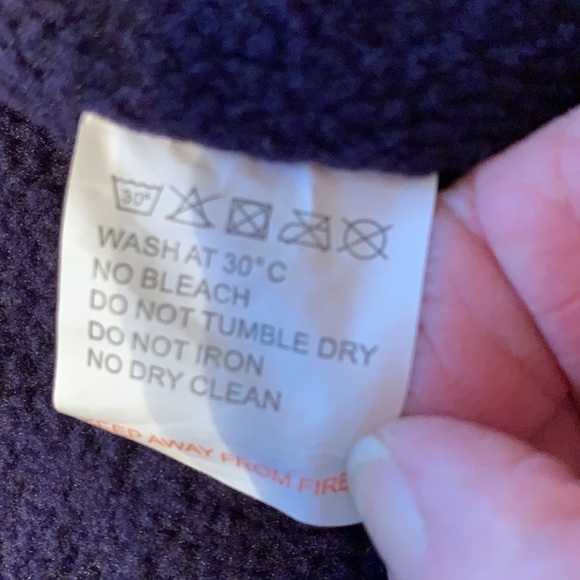 30°
WASH AT 30°C
NO BLEACH
DO NOT TUMBLE DRY
DO NOT IRON
NO DRY CLEAN
KEEP AWAY FROM FIRE